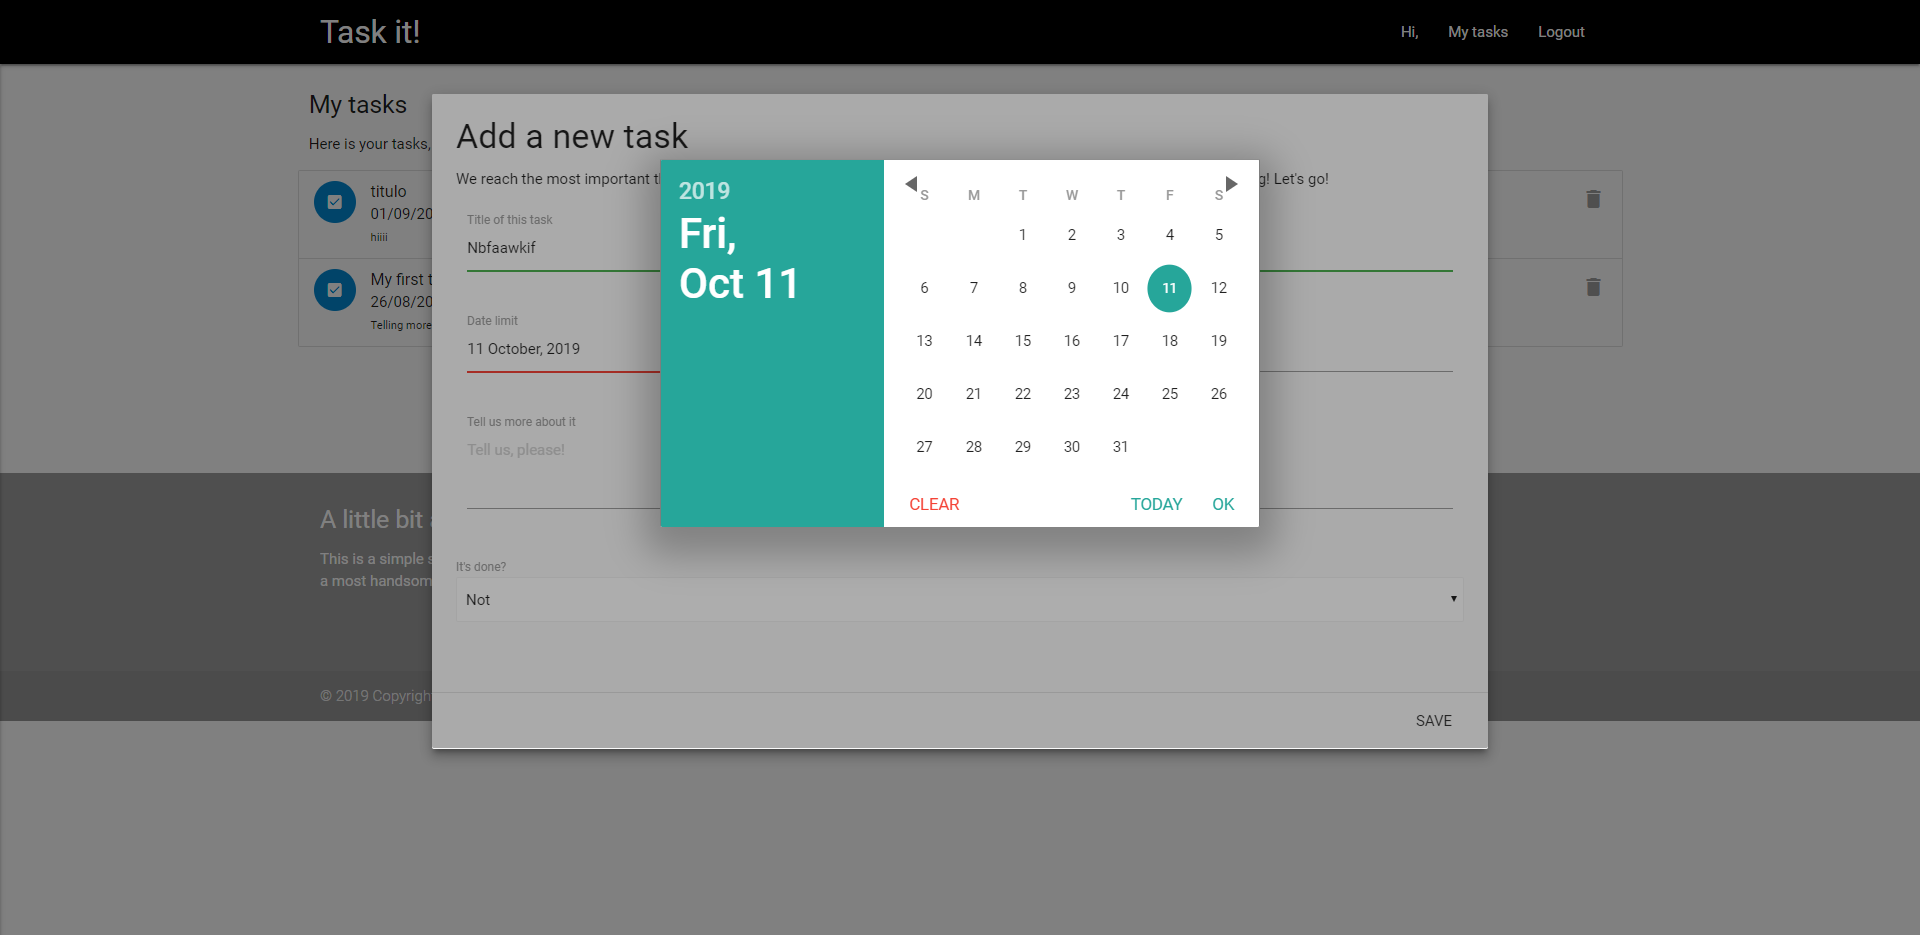 Task it!
Hi, My tasks Logout
My tasks
Here is your tasks,
titulo
01/09/20
hiiii
My first t
26/08/20
Telling more
Add a new task
We reach the most important t
g! Let's go!
Title of this task
Nbfaawkif
Date limit
11 October, 2019
Tell us more about it
Tell us, please!
It's done?
Not
SAVE
2019
Fri,
Oct 11
S M T W T F S
1 2 3 4 5
6 7 8 9 10 11 12
13 14 15 16 17 18 19
20 21 22 23 24 25 26
27 28 29 30 31
CLEAR TODAY OK
A little bit
This is a simple s
a most handsom
© 2019 Copyrigh